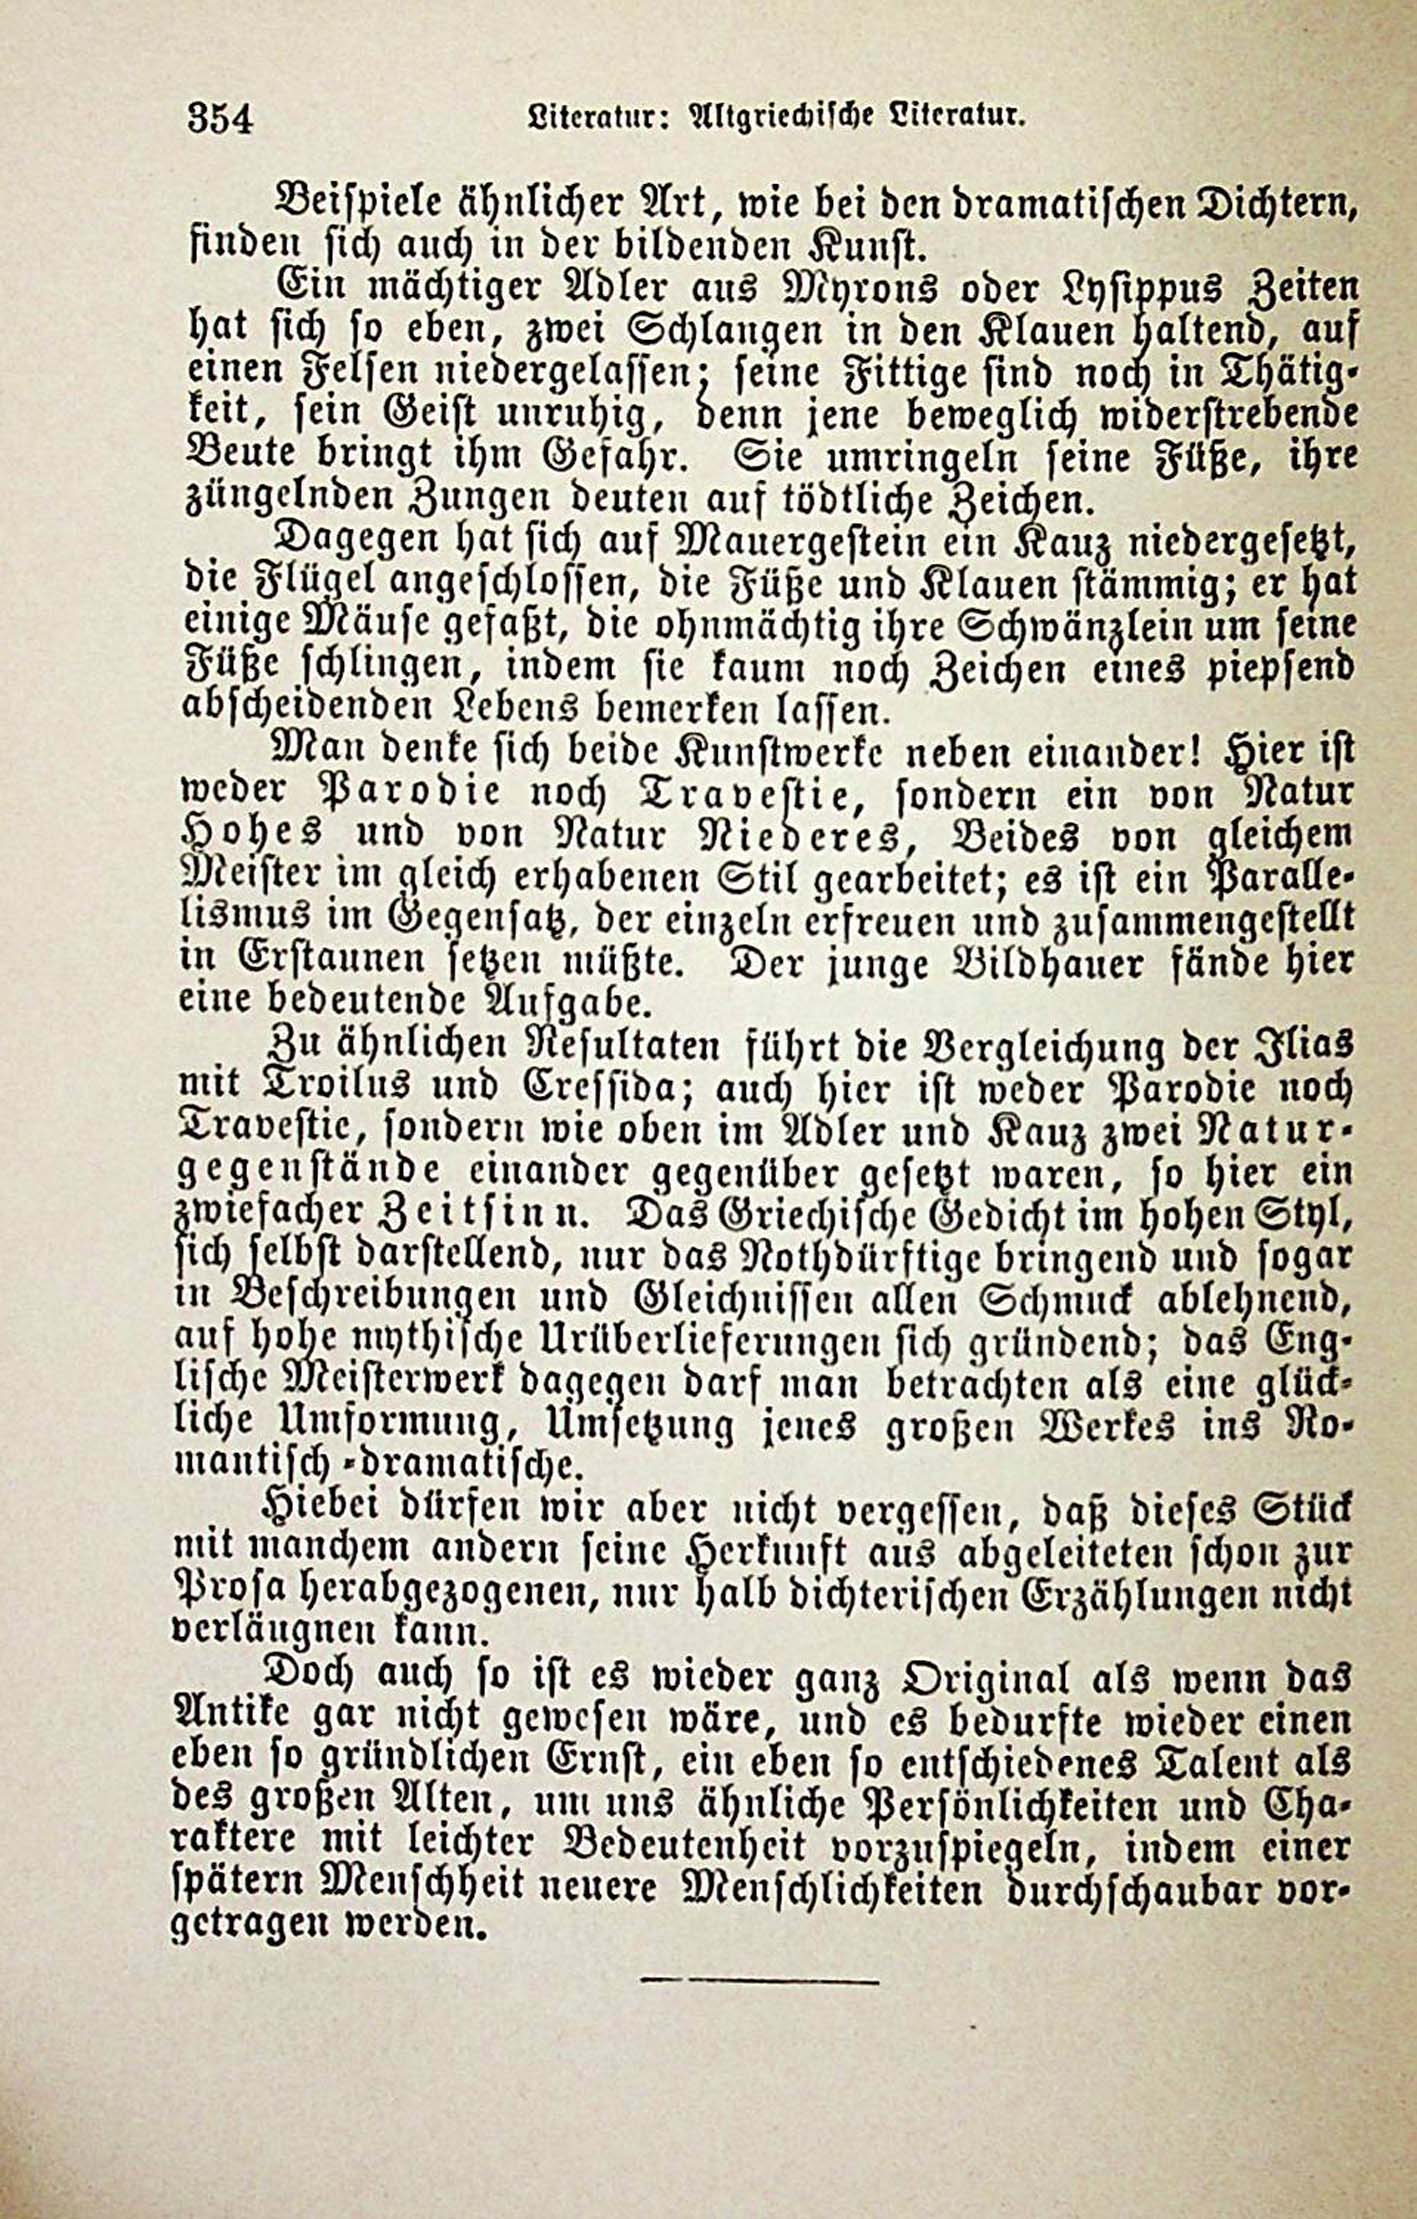 354
Literatur: Altgriechische Literatur.
Beispiele ähnlicher Art, wie bei den dramatischen Dichtern,
finden sich auch in der bildenden Kunst.
Ein mächtiger Adler aus Myrons oder Lysippus Zeiten
hat sich so eben, zwei Schlangen in den Klauen haltend, auf
einen Felsen niedergelassen; seine Fittige sind noch in Thätig-
keit, sein Geist unruhig, denn jene beweglich widerstrebende
Beute bringt ihm Gefahr. Sie umringeln seine Füße, ihre
züngelnden Zungen deuten auf tödtliche Zeichen.
Dagegen hat sich auf Mauergestein ein Kauz niedergesetzt,
die Flügel angeschlossen, die Füße und Klauen stämmig; er hat
einige Mäuse gefaßt, die ohnmächtig ihre Schwänzlein um seine
Füße schlingen, indem sie kaum noch Zeichen eines piepsend
abscheidenden Lebens bemerken lassen.
Man denke sich beide Kunstwerke neben einander! Hier ist
weder Parodie noch Travestie, sondern ein von Natur
Hohes und von Natur Niederes, Beides von gleichem
Meister im gleich erhabenen Stil gearbeitet; es ist ein Paralle-
lismus im Gegensatz, der einzeln erfreuen und zusammengestellt
in Erstaunen setzen müßte. Der junge Bildhauer fände hier
eine bedeutende Aufgabe.
Zu ähnlichen Resultaten führt die Vergleichung der Ilias
mit Troilus und Cressida; auch hier ist weder Parodie noch
Travestie, sondern wie oben im Adler und Kauz zwei Natur-
gegenstände einander gegenüber gesetzt waren, so hier ein
zwiefacher Zeitsinn. Das Griechische Gedicht im hohen Styl,
sich selbst darstellend, nur das Nothdürftige bringend und sogar
in Beschreibungen und Gleichnissen allen Schmuck ablehnend,
auf hohe mythische Urüberlieferungen sich gründend; das Eng-
lische Meisterwerk dagegen darf man betrachten als eine glück-
liche Umformung, Umsetzung jenes großen Werkes ins Ro-
mantisch-dramatische.
Hiebei dürfen wir aber nicht vergessen, daß dieses Stück
mit manchem andern seine Herkunft aus abgeleiteten schon zur
Prosa herabgezogenen, nur halb dichterischen Erzählungen nicht
verläugnen kann.
Doch auch so ist es wieder ganz Original als wenn das
Antike gar nicht gewesen wäre, und es bedurfte wieder einen
eben so gründlichen Ernst, ein eben so entschiedenes Talent als
des großen Alten, um uns ähnliche Persönlichkeiten und Cha-
raktere mit leichter Bedeutenheit vorzuspiegeln, indem einer
spätern Menschheit neuere Menschlichkeiten durchschaubar vor-
getragen werden.